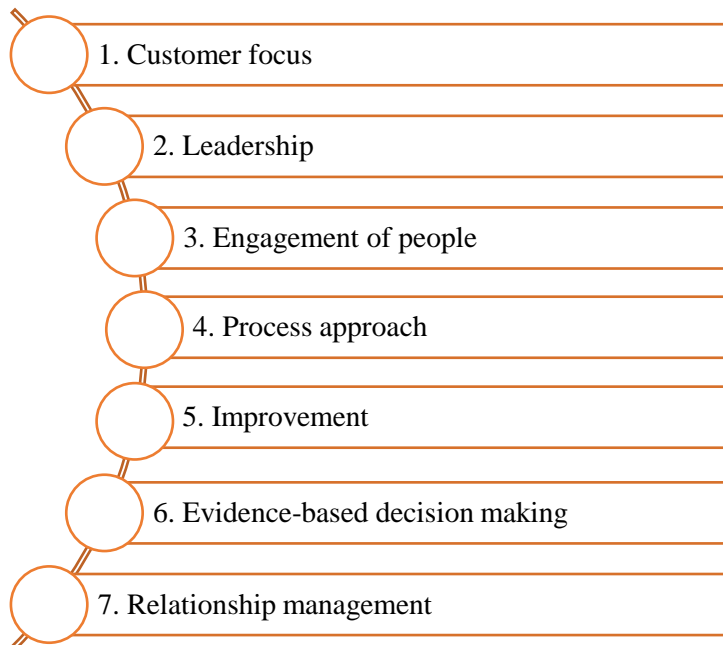 1. Customer focus
2. Leadership
3. Engagement of people
4. Process approach
5. Improvement
6. Evidence-based decision making
7. Relationship management